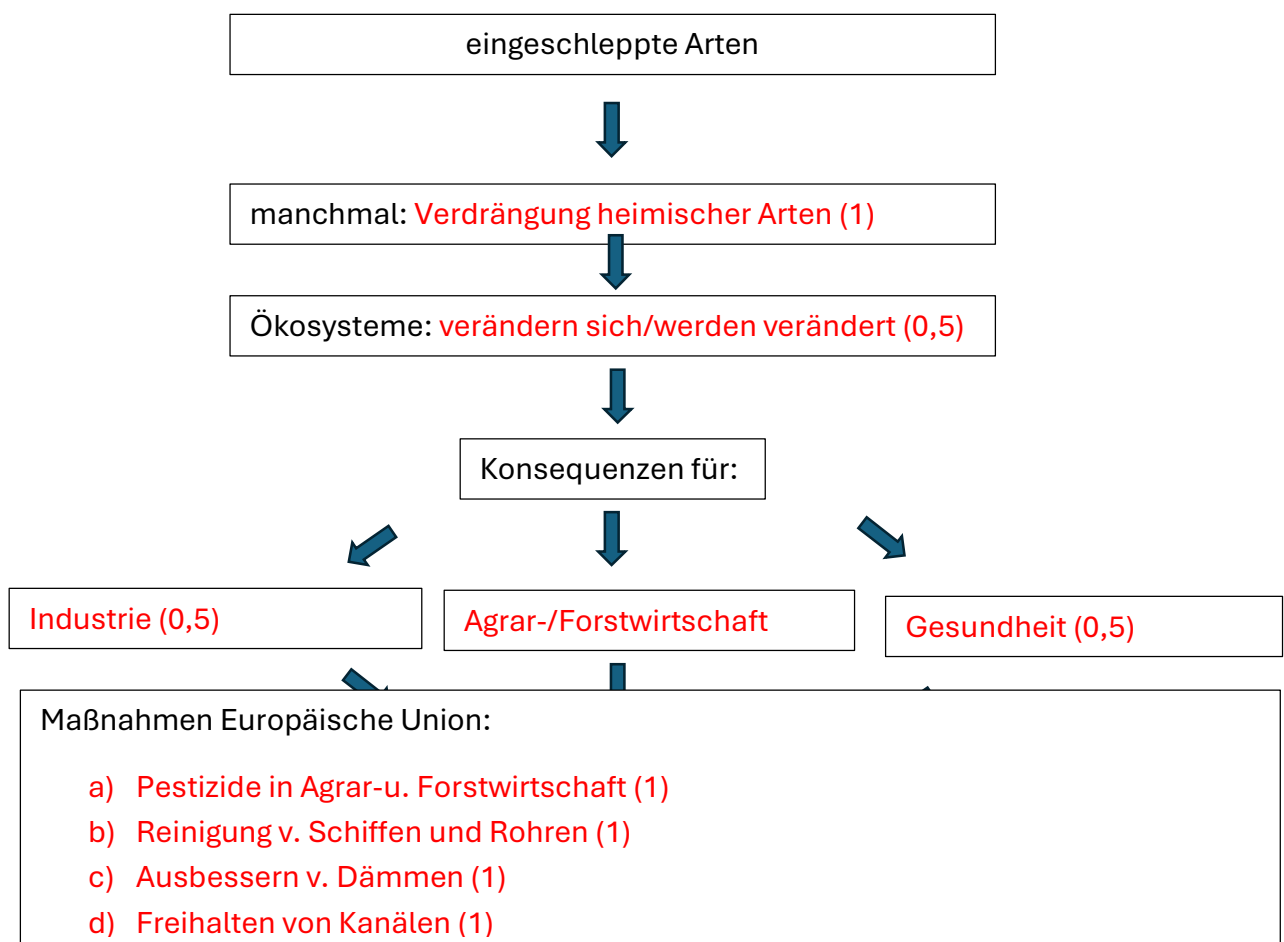 eingeschleppte Arten
manchmal: Verdrängung heimischer Arten (1)
Ökosysteme: verändern sich/werden verändert (0,5)
Konsequenzen für:
Industrie (0,5)
Agrar-/Forstwirtschaft
Gesundheit (0,5)
Maßnahmen Europäische Union:
a) Pestizide in Agrar-u. Forstwirtschaft (1)
b) Reinigung v. Schiffen und Rohren (1)
c) Ausbessern v. Dämmen (1)
d) Freihalten von Kanälen (1)